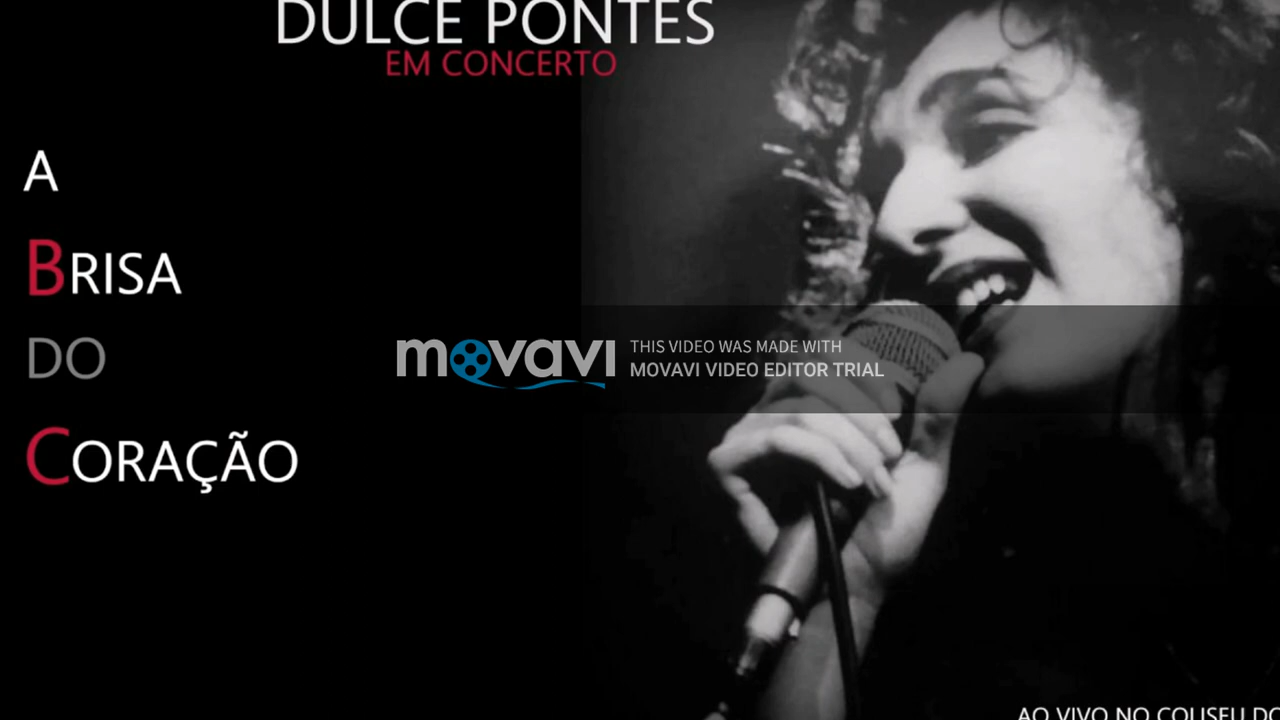 DULCE PONTES
EM CONCERTO
A
BRISA
DO
CORAÇÃO
movavi
THIS VIDEO WAS MADE WITH
MOVAVI VIDEO EDITOR TRIAL
AO VIVO NO COLISEU DO